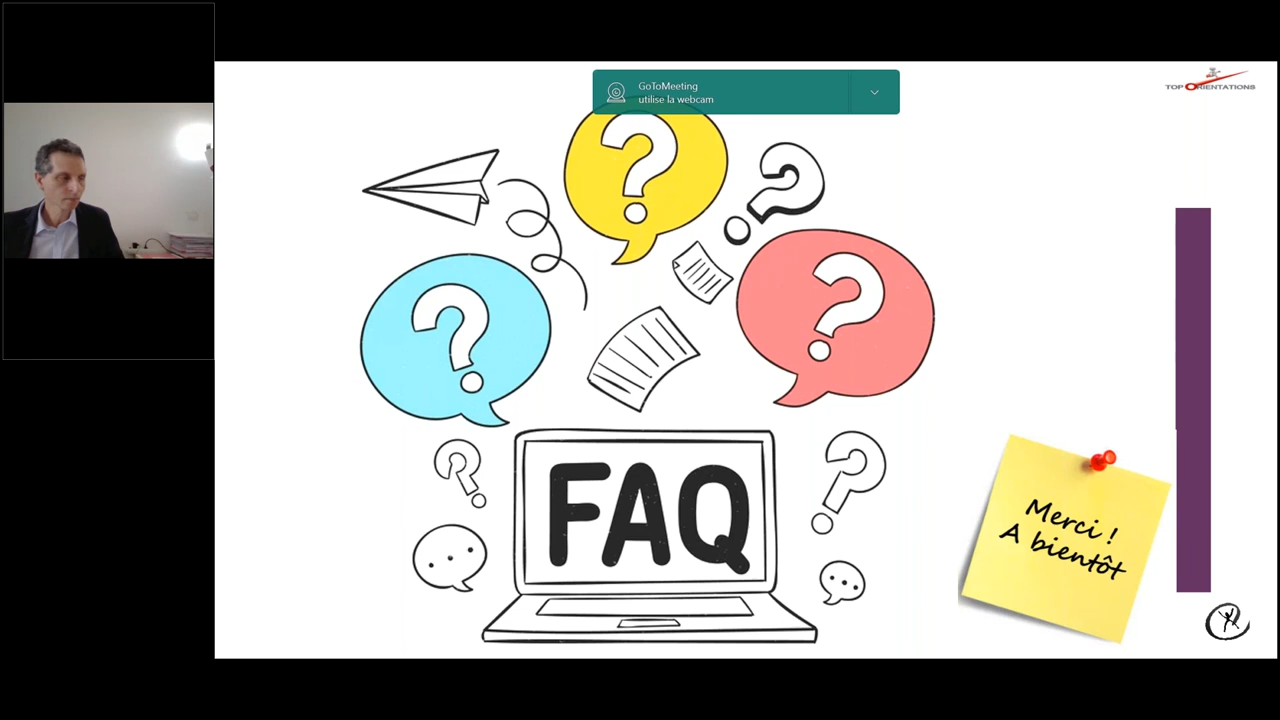 GoToMeeting
utilise la webcam
TOP ORIENTATIONS
?
?
?
?
?
?
FAQ
Merci !
A bientôt